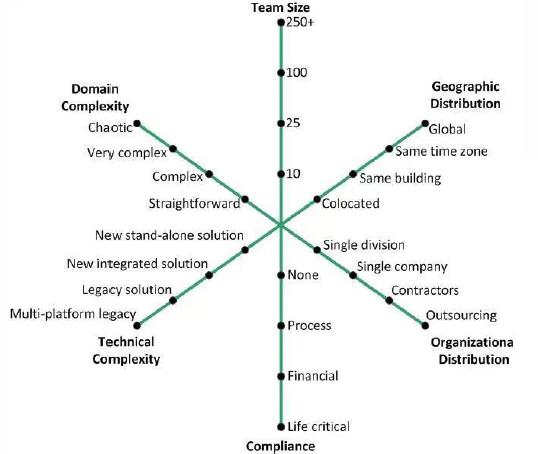 Team Size
250+
100
Domain
Complexity
Geographic
Distribution
Chaotic
25
Global
Very complex
Same time zone
Complex
10
Same building
Straightforward
Colocated
New stand-alone solution
Single division
New integrated solution
None
Single company
Legacy solution
Contractors
Multi-platform legacy
Process
Outsourcing
Technical
Complexity
Organizationa
Distribution
Financial
Life critical
Compliance